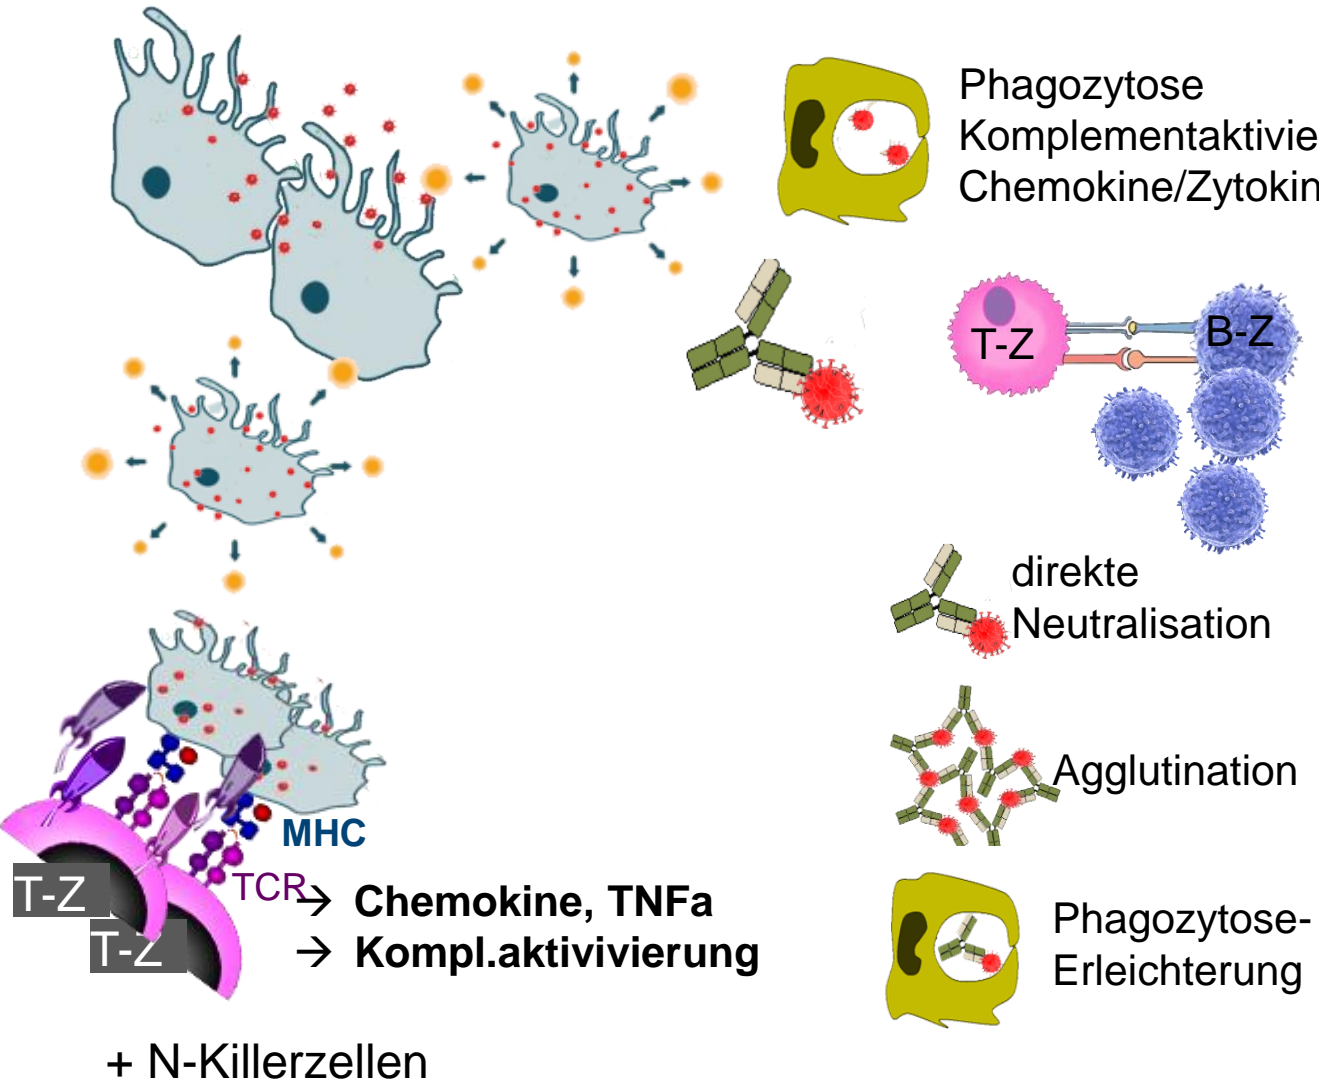 Phagozytose
Komplementaktivie
Chemokine/Zytokin
T-Z
B-Z
direkte
Neutralisation
Agglutination
MHC
TCR
T-Z
T-Z
→ Chemokine, TNFa
→ Kompl.aktivivierung
Phagozytose-
Erleichterung
+ N-Killerzellen